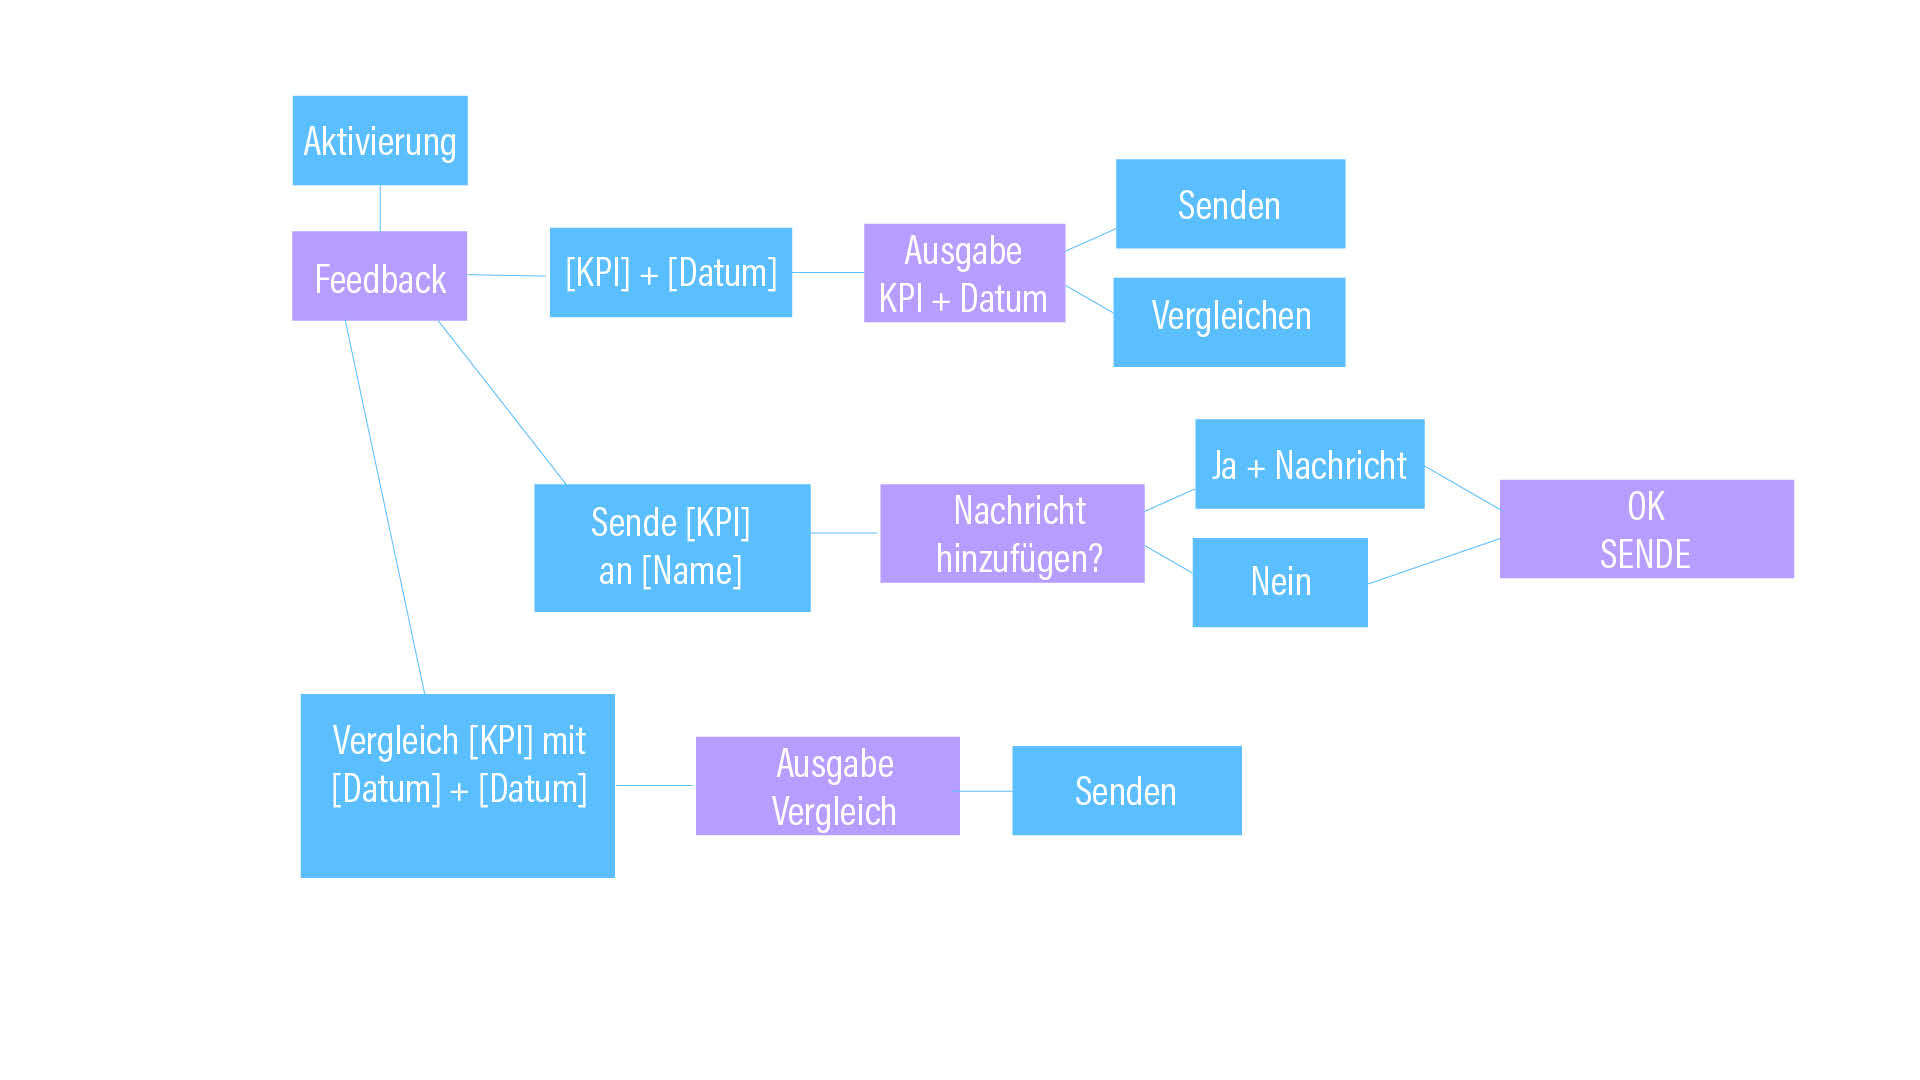 Aktivierung
Feedback
[KPI] + [Datum]
Ausgabe
KPI + Datum
Senden
Vergleichen
Sende [KPI]
an [Name]
Nachricht
hinzufügen?
Ja + Nachricht
Nein
OK
SENDE
Vergleich [KPI] mit
[Datum] + [Datum]
Ausgabe
Vergleich
Senden